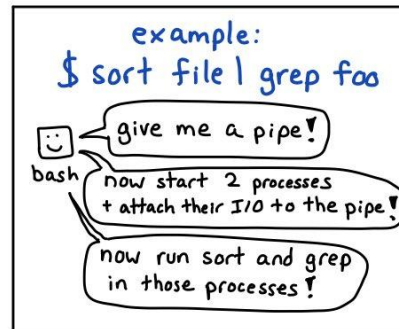 example:
$ sort file | grep foo
give me a pipe!
bash
now start 2 processes
+ attach their I/O to the pipe!
now run sort and grep
in those processes!